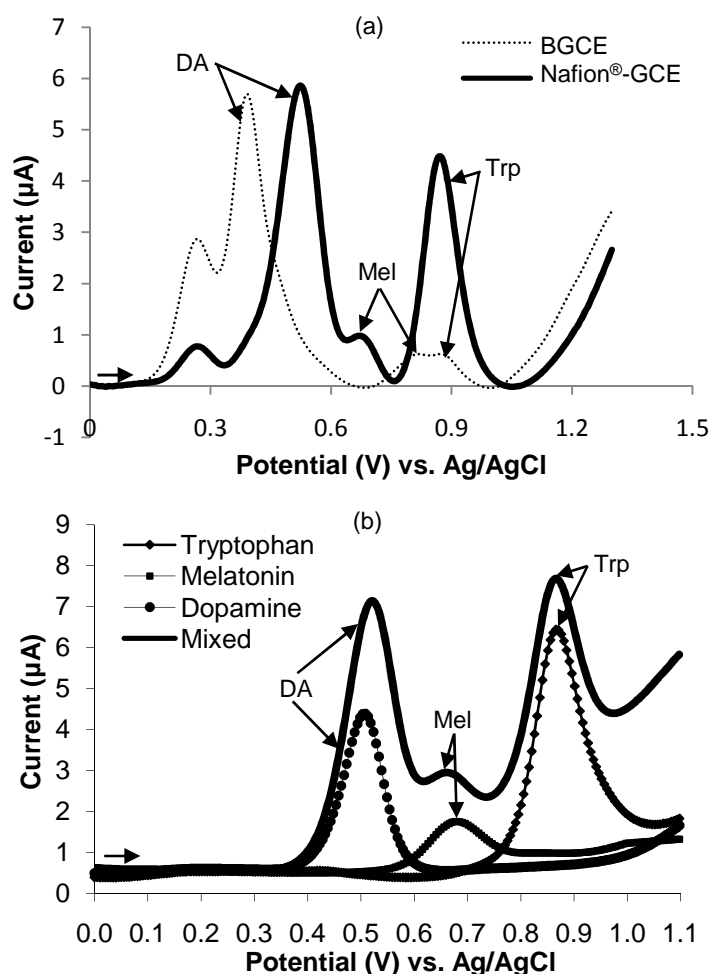 (a)
7
6
5
4
3
2
1
0
-1
Current (µA)
DA
BGCE
Nafion®-GCE
Trp
Mel
0 0.3 0.6 0.9 1.2 1.5
Potential (V) vs. Ag/AgCl
(b)
9
8
7
6
5
4
3
2
1
0
Current (µA)
Tryptophan
Melatonin
Dopamine
Mixed
Trp
DA
Mel
0.0 0.1 0.2 0.3 0.4 0.5 0.6 0.7 0.8 0.9 1.0 1.1
Potential (V) vs. Ag/AgCl